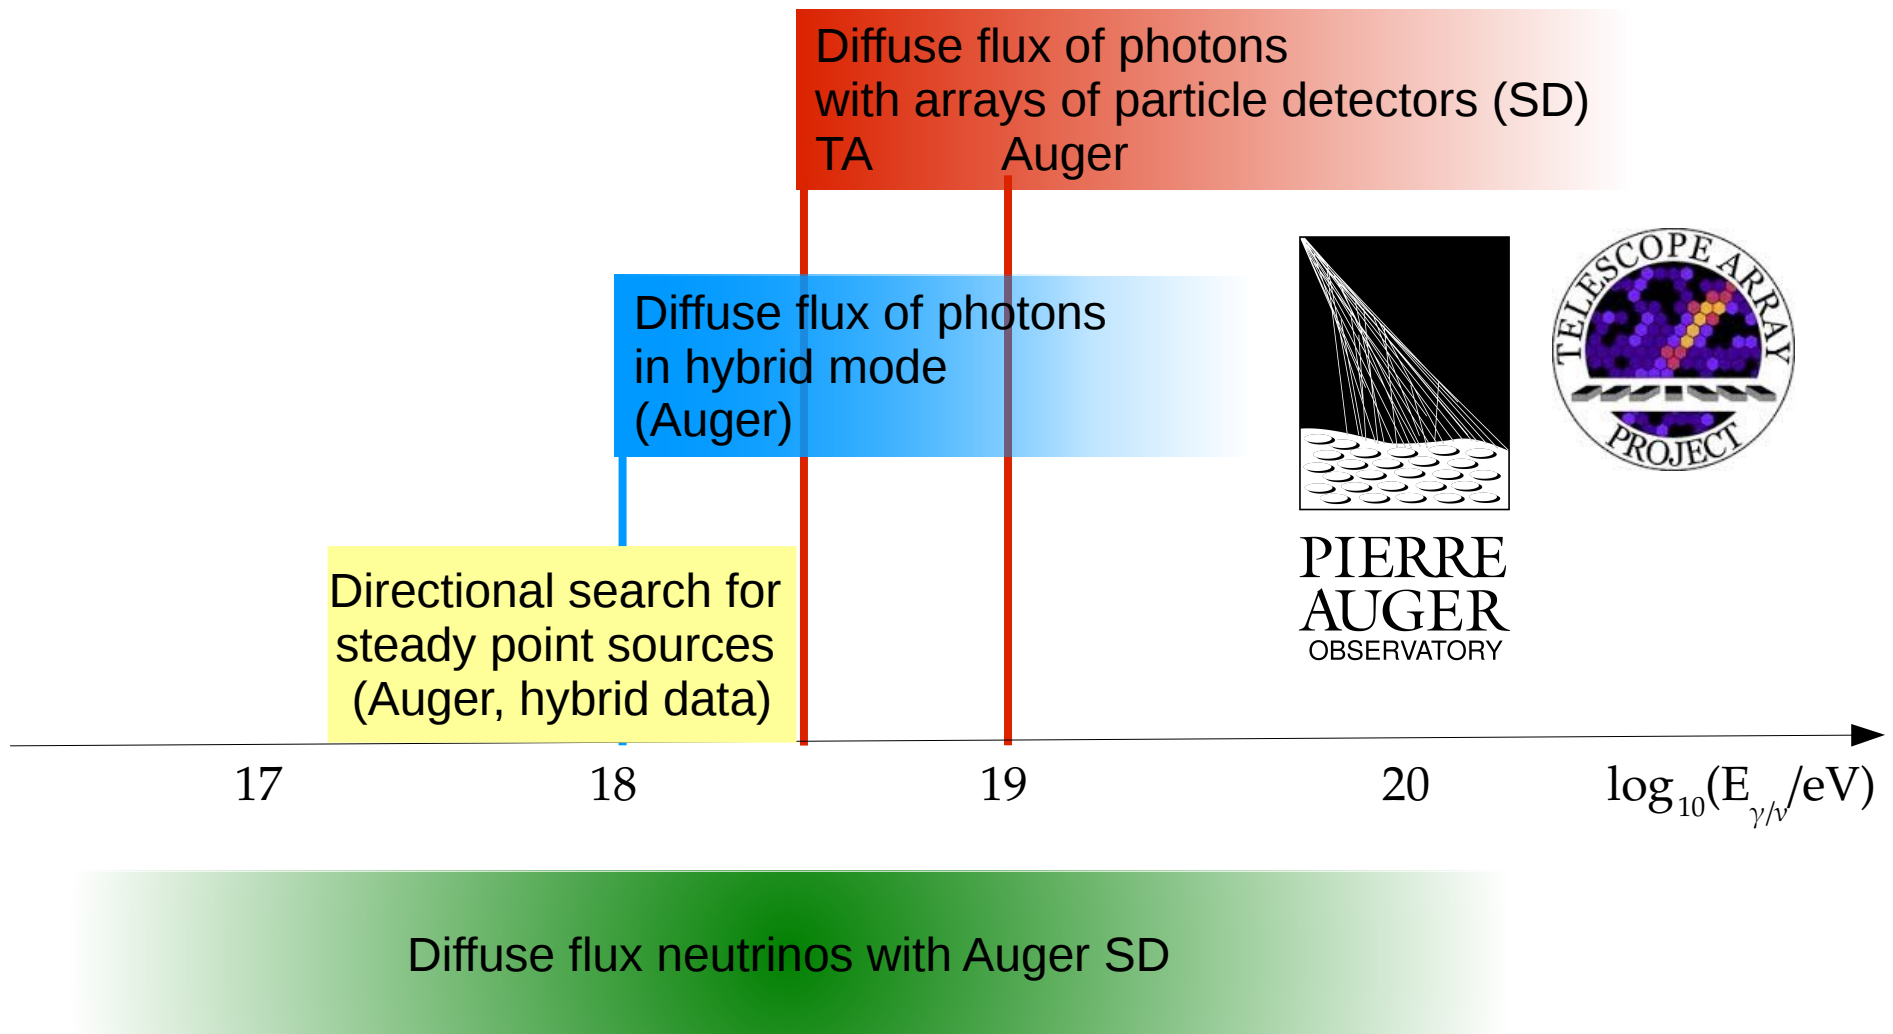 Diffuse flux of photons
with arrays of particle detectors (SD)
TA Auger
Diffuse flux of photons
in hybrid mode
(Auger)
TELESCOPE ARRAY
PROJECT
PIERRE
AUGER
OBSERVATORY
Directional search for
steady point sources
(Auger, hybrid data)
17 18 19 20 log₁₀(E_γ/ν/eV)
Diffuse flux neutrinos with Auger SD